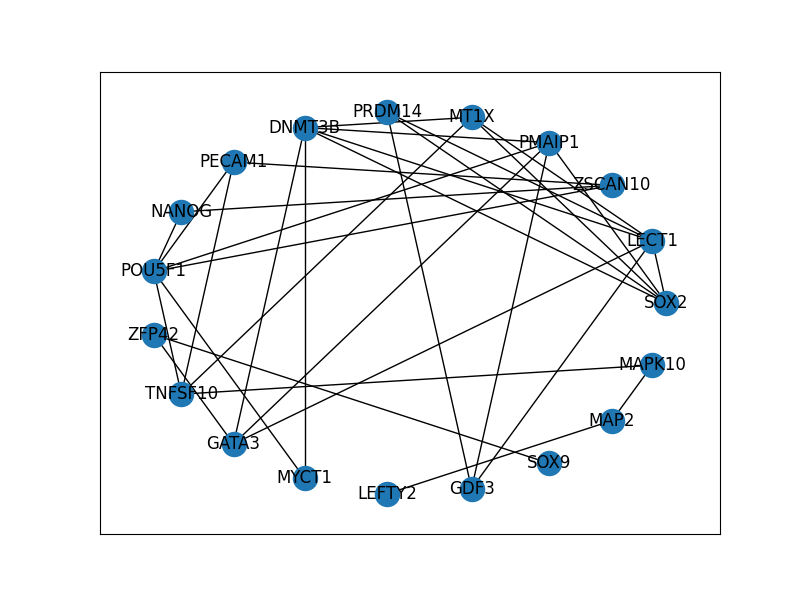 PRDM14
MT1X
DNMT3B
PMAIP1
PECAM1
ZSCAN10
NANOG
LECT1
POU5F1
SOX2
ZFP42
MAPK10
TNFSF10
MAP2
GATA3
SOX9
MYCT1
LEFTY2
GDF3